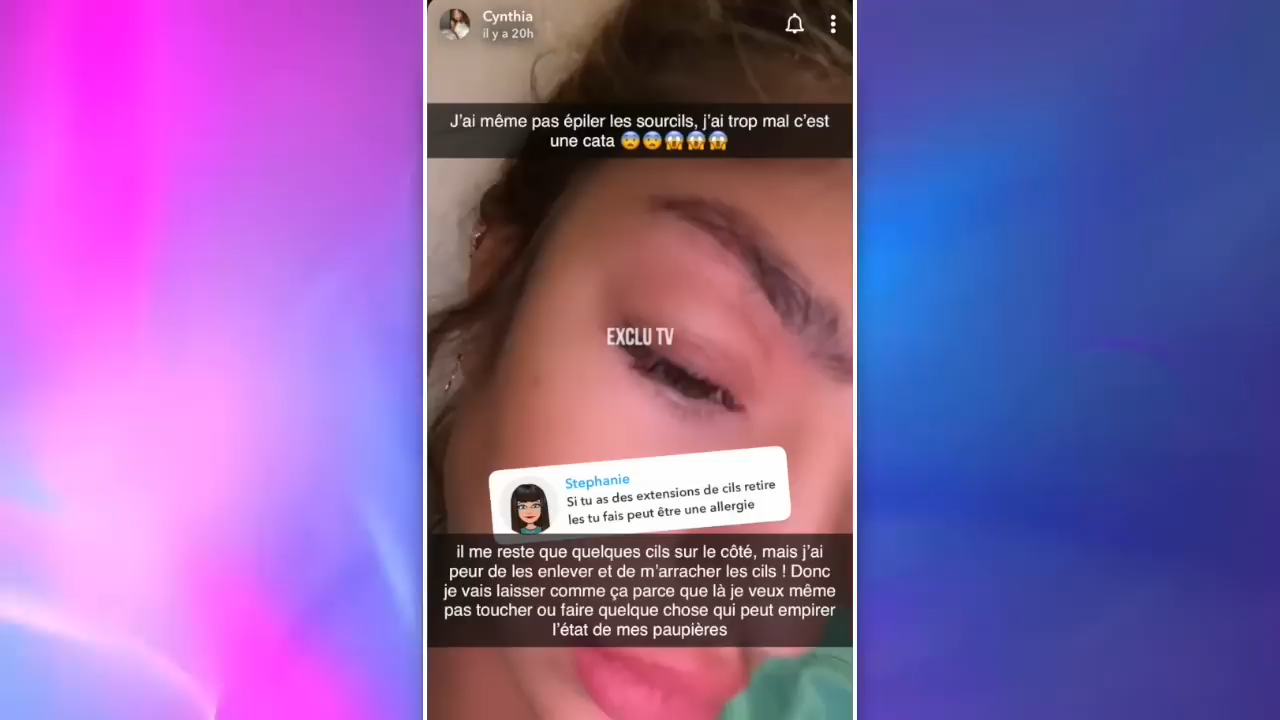 Cynthia
il y a 20h
J'ai même pas épiler les sourcils, j'ai trop mal c'est
une cata 😨😨😱😱😱
EXCLU TV
Stephanie
Si tu as des extensions de cils retire
les tu fais peut être une allergie
il me reste que quelques cils sur le côté, mais j'ai
peur de les enlever et de m'arracher les cils ! Donc
je vais laisser comme ça parce que là je veux même
pas toucher ou faire quelque chose qui peut empirer
l'état de mes paupières